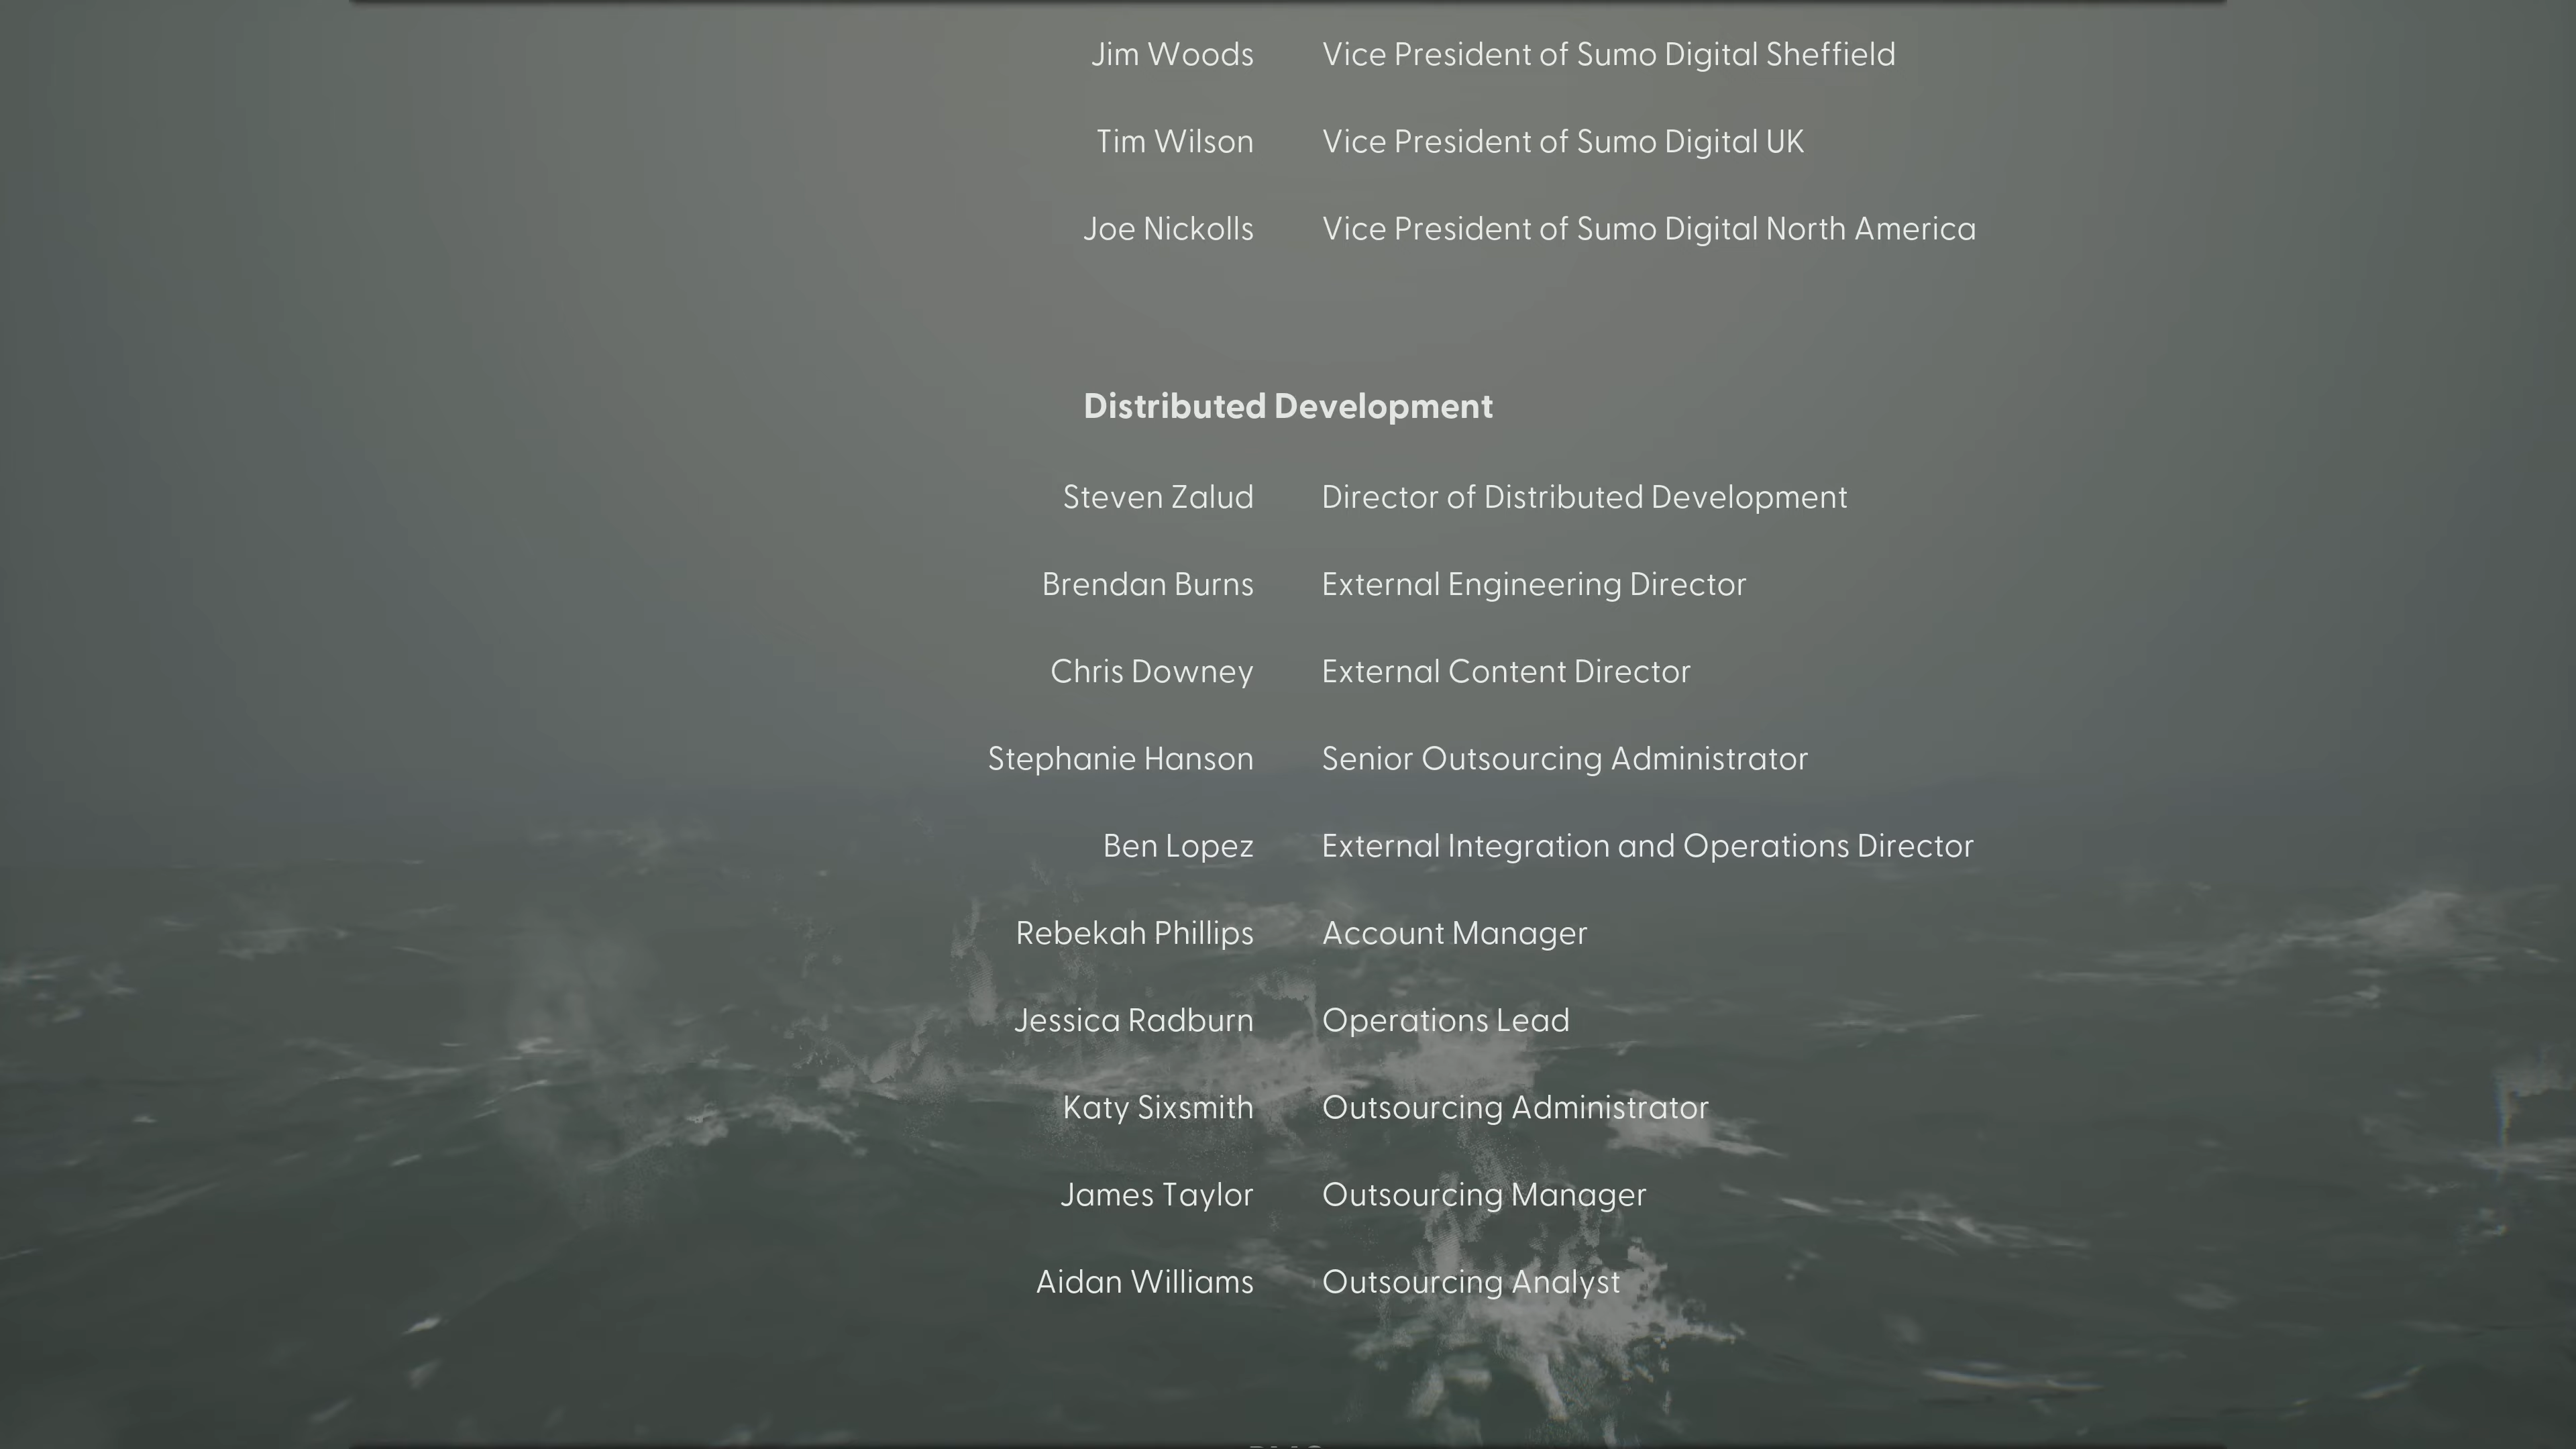 Jim Woods Vice President of Sumo Digital Sheffield
Tim Wilson Vice President of Sumo Digital UK
Joe Nickolls Vice President of Sumo Digital North America
Distributed Development
Steven Zalud Director of Distributed Development
Brendan Burns External Engineering Director
Chris Downey External Content Director
Stephanie Hanson Senior Outsourcing Administrator
Ben Lopez External Integration and Operations Director
Rebekah Phillips Account Manager
Jessica Radburn Operations Lead
Katy Sixsmith Outsourcing Administrator
James Taylor Outsourcing Manager
Aidan Williams Outsourcing Analyst